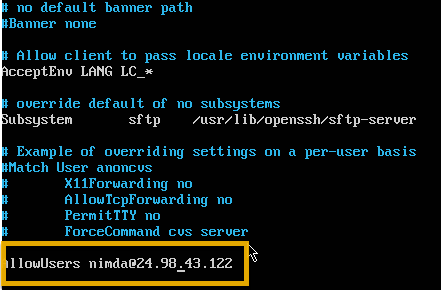 # no default banner path
#Banner none
# Allow client to pass locale environment variables
AcceptEnv LANG LC_*
# override default of no subsystems
Subsystem sftp /usr/lib/openssh/sftp-server
# Example of overriding settings on a per-user basis
#Match User anoncvs
# X11Forwarding no
# AllowTcpForwarding no
# PermitTTY no
# ForceCommand cvs server
allowUsers nimda@24.98.43.122